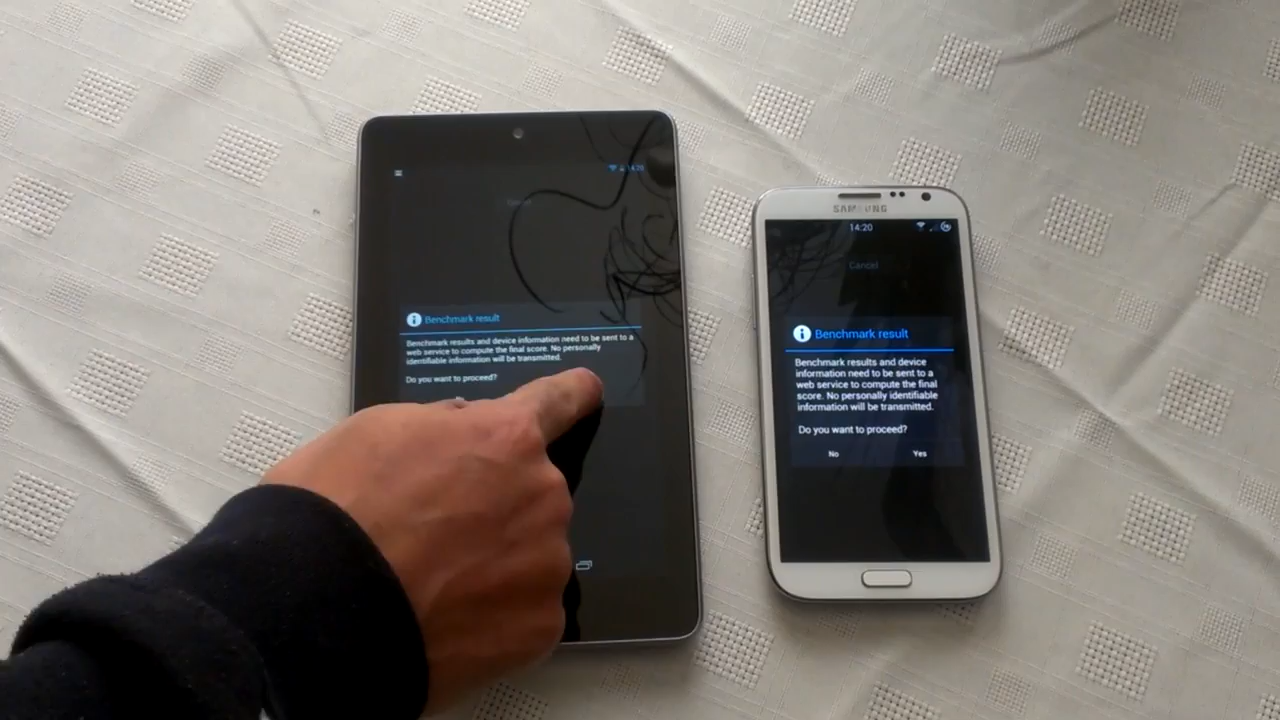 Benchmark result
Benchmark results and device information need to be sent to a
web service to compute the final score. No personally
identifiable information will be transmitted.
Do you want to proceed?
SAMSUNG
14:20
Cancel
Benchmark result
Benchmark results and device
information need to be sent to a
web service to compute the final
score. No personally identifiable
information will be transmitted.
Do you want to proceed?
No
Yes